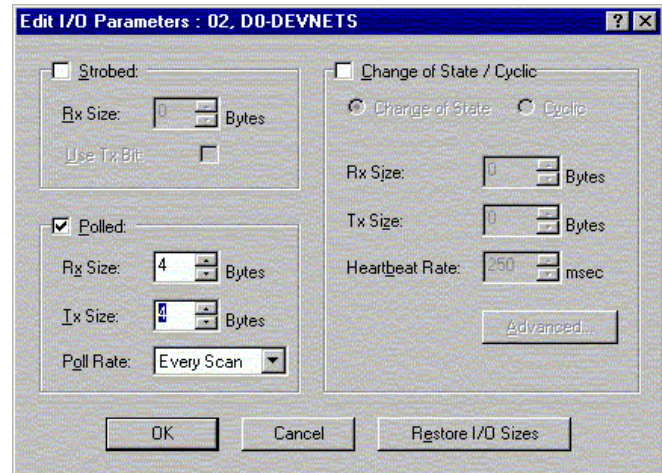 Edit I/O Parameters : 02, D0-DEVNETS
Strobed:
Rx Size: 0 Bytes
Use Tx Bit:
Polled:
Rx Size: 4 Bytes
Tx Size: 4 Bytes
Poll Rate: Every Scan
Change of State / Cyclic
Change of State Cyclic
Rx Size: 0 Bytes
Tx Size: 0 Bytes
Heartbeat Rate: 250 msec
Advanced...
OK Cancel Restore I/O Sizes